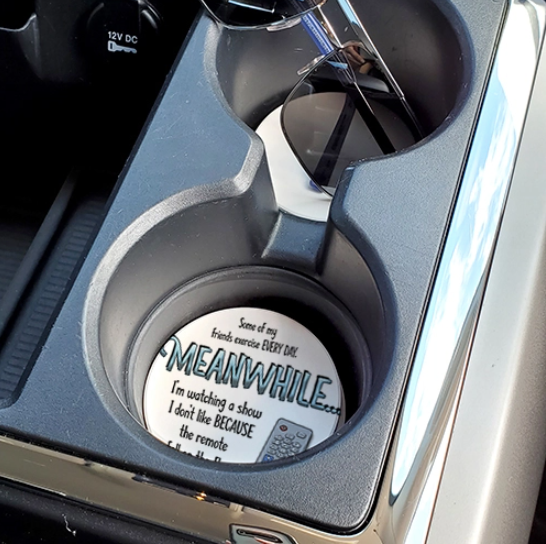 12V DC
Some of my
friends exercise EVERY DAY.
MEANWHILE...
I'm watching a show
I don't like BECAUSE
the remote